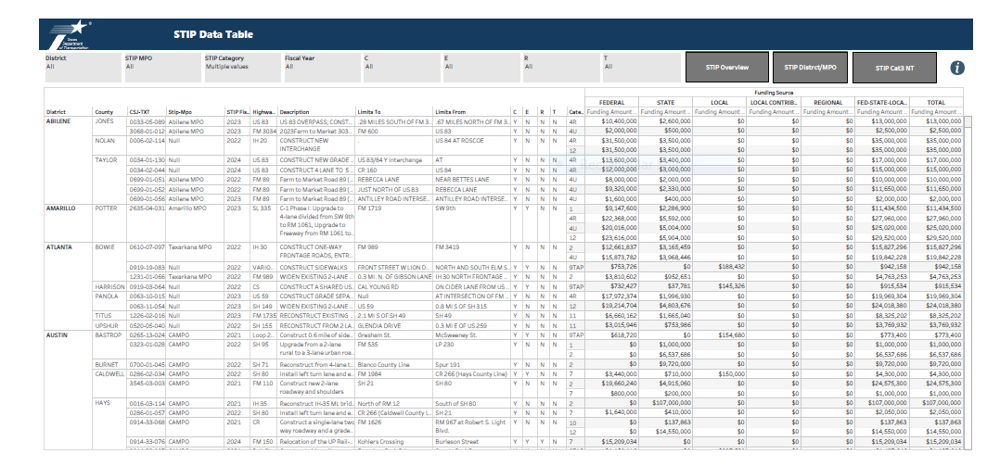 Texas Department of Transportation
STIP Data Table
District STIP MPO STIP Category Fiscal Year C E R T
All All Multiple values All All All All All
STIP Overview STIP Distrct/MPO STIP Cat3 NT
Funding Source
FEDERAL STATE LOCAL LOCAL CONTRIB.. REGIONAL FED-STATE-LOCA.. TOTAL
District County CSJ-TXT Stip-Mpo STIP Fis.. Highwa.. Description Limits To Limits From C E R T Cate.. Funding Amount .. Funding Amount .. Funding Amount .. Funding Amount .. Funding Amount .. Funding Amount .. Funding Amount ..
ABILENE JONES 0033-05-089 Abilene MPO 2023 US 83 US 83 OVERPASS; CONST.. .28 MILES SOUTH OF FM 3.. .67 MILES NORTH OF FM 3.. Y N N N 4R $10,400,000 $2,600,000 $0 $0 $0 $13,000,000 $13,000,000
3068-01-012 Abilene MPO 2023 FM 3034 2023Farm to Market 303.. FM 600 US 83 Y N N N 4U $2,000,000 $500,000 $0 $0 $0 $2,500,000 $2,500,000
NOLAN 0006-02-114 Null 2022 IH 20 CONSTRUCT NEW INTERCHANGE . US 84 AT ROSCOE Y N N N 4R $31,500,000 $3,500,000 $0 $0 $0 $35,000,000 $35,000,000
12 $31,500,000 $3,500,000 $0 $0 $0 $35,000,000 $35,000,000
TAYLOR 0034-01-130 Null 2024 US 83 CONSTRUCT NEW GRADE .. US 83/84 Y Interchange AT Y N N N 4R $13,600,000 $3,400,000 $0 $0 $0 $17,000,000 $17,000,000
0034-02-044 Null 2024 US 83 CONSTRUCT 4 LANE TO 5 .. CR 160 US 84 Y N N N 4R $12,000,000 $3,000,000 $0 $0 $0 $15,000,000 $15,000,000
0699-01-051 Abilene MPO 2022 FM 89 Farm to Market Road 89 (.. REBECCA LANE NEAR BETTES LANE Y N N N 4U $8,000,000 $2,000,000 $0 $0 $0 $10,000,000 $10,000,000
0699-01-052 Abilene MPO 2022 FM 89 Farm to Market Road 89 (.. JUST NORTH OF US 83 REBECCA LANE Y N N N 4U $9,320,000 $2,330,000 $0 $0 $0 $11,650,000 $11,650,000
0699-01-056 Abilene MPO 2023 FM 89 Farm to Market Road 89 (.. ANTILLEY ROAD INTERSE.. ANTILLEY ROAD INTERSE.. Y N N N 4U $1,600,000 $400,000 $0 $0 $0 $2,000,000 $2,000,000
AMARILLO POTTER 2635-04-031 Amarillo MPO 2023 SL 335 C-1 Phase I: Upgrade to FM 1719 SW 9th Y Y N N 1 $9,147,600 $2,286,900 $0 $0 $0 $11,434,500 $11,434,500
4-lane divided from SW 9th 4R $22,368,000 $5,592,000 $0 $0 $0 $27,960,000 $27,960,000
to RM 1061, Upgrade to 4U $20,016,000 $5,004,000 $0 $0 $0 $25,020,000 $25,020,000
Freeway from RM 1061 to.. 12 $23,616,000 $5,904,000 $0 $0 $0 $29,520,000 $29,520,000
ATLANTA BOWIE 0610-07-097 Texarkana MPO 2022 IH 30 CONSTRUCT ONE-WAY FM 989 FM 3419 Y N N N 2 $12,661,837 $3,165,459 $0 $0 $0 $15,827,296 $15,827,296
FRONTAGE ROADS, ENTR.. 4U $15,873,782 $3,968,446 $0 $0 $0 $19,842,228 $19,842,228
0919-19-083 Null 2022 VARIO.. CONSTRUCT SIDEWALKS FRONT STREET W LION D.. NORTH AND SOUTH ELM S.. Y Y N N 9TAP $753,726 $0 $188,432 $0 $0 $942,158 $942,158
1231-01-066 Texarkana MPO 2022 FM 989 WIDEN EXISTING 2-LANE .. 0.3 MI. N. OF GIBSON LANE IH 30 NORTH FRONTAGE .. Y N N N 2 $3,810,602 $952,651 $0 $0 $0 $4,763,253 $4,763,253
HARRISON 0919-03-064 Null 2022 CS CONSTRUCT A SHARED US.. CAL YOUNG RD ON CIDER LANE FROM US .. Y Y N N 9TAP $732,427 $37,781 $145,326 $0 $0 $915,534 $915,534
PANOLA 0063-10-015 Null 2023 US 59 CONSTRUCT GRADE SEPA.. Null AT INTERSECTION OF FM .. Y N N N 4R $17,972,374 $1,996,930 $0 $0 $0 $19,969,304 $19,969,304
0063-11-054 Null 2023 SH 149 WIDEN EXISTING 2-LANE .. US 59 0.8 MI S OF SH 315 Y N N N 12 $19,214,704 $4,803,676 $0 $0 $0 $24,018,380 $24,018,380
TITUS 1226-02-016 Null 2023 FM 1735 RECONSTRUCT EXISTING .. 2.1 MI S OF SH 49 SH 49 Y N N N 11 $6,660,162 $1,665,040 $0 $0 $0 $8,325,202 $8,325,202
UPSHUR 0520-05-040 Null 2022 SH 155 RECONSTRUCT FROM 2 LA.. GLENDIA DRIVE 0.3 MI E OF US 259 Y N N N 11 $3,015,946 $753,986 $0 $0 $0 $3,769,932 $3,769,932
AUSTIN BASTROP 0265-13-024 CAMPO 2021 Loop 2.. Construct 0.6 mile of side.. Gresham St. McSweeney St. Y Y N N 9TAP $618,720 $0 $154,680 $0 $0 $773,400 $773,400
0323-01-028 CAMPO 2022 SH 95 Upgrade from a 2-lane FM 535 LP 230 Y N N N 1 $0 $1,000,000 $0 $0 $0 $1,000,000 $1,000,000
rural to a 3-lane urban roa.. 2 $0 $6,537,686 $0 $0 $0 $6,537,686 $6,537,686
BURNET 0700-01-045 CAMPO 2022 SH 71 Reconstruct from 4-lane t.. Blanco County Line Spur 191 Y N N N 2 $0 $9,720,000 $0 $0 $0 $9,720,000 $9,720,000
CALDWELL 0286-02-034 CAMPO 2022 SH 80 Install left turn lane and e.. FM 1984 CR 266 (Hays County Line) Y Y N N 7 $3,440,000 $710,000 $150,000 $0 $0 $4,300,000 $4,300,000
3545-03-003 CAMPO 2021 FM 110 Construct new 2-lane SH 21 SH 80 Y N N N 2 $19,660,240 $4,915,060 $0 $0 $0 $24,575,300 $24,575,300
roadway and shoulders 7 $800,000 $200,000 $0 $0 $0 $1,000,000 $1,000,000
HAYS 0016-03-114 CAMPO 2021 IH 35 Reconstruct IH-35 ML brid.. North of RM 12 South of SH 80 Y N N N 2 $0 $107,000,000 $0 $0 $0 $107,000,000 $107,000,000
0286-01-057 CAMPO 2022 SH 80 Install left turn lane and e.. CR 266 (Caldwell County L.. SH 21 Y N N N 7 $1,640,000 $410,000 $0 $0 $0 $2,050,000 $2,050,000
0914-33-068 CAMPO 2021 CR Construct a single-lane two FM 1626 RM 967 at Robert S. Light Y N N N 10 $0 $137,863 $0 $0 $0 $137,863 $137,863
way roadway and a grade.. Blvd. 12 $0 $14,550,000 $0 $0 $0 $14,550,000 $14,550,000
0914-33-076 CAMPO 2024 FM 150 Relocation of the UP Rail-.. Kohlers Crossing Burleson Street Y Y Y N 7 $15,209,034 $0 $0 $0 $0 $15,209,034 $15,209,034